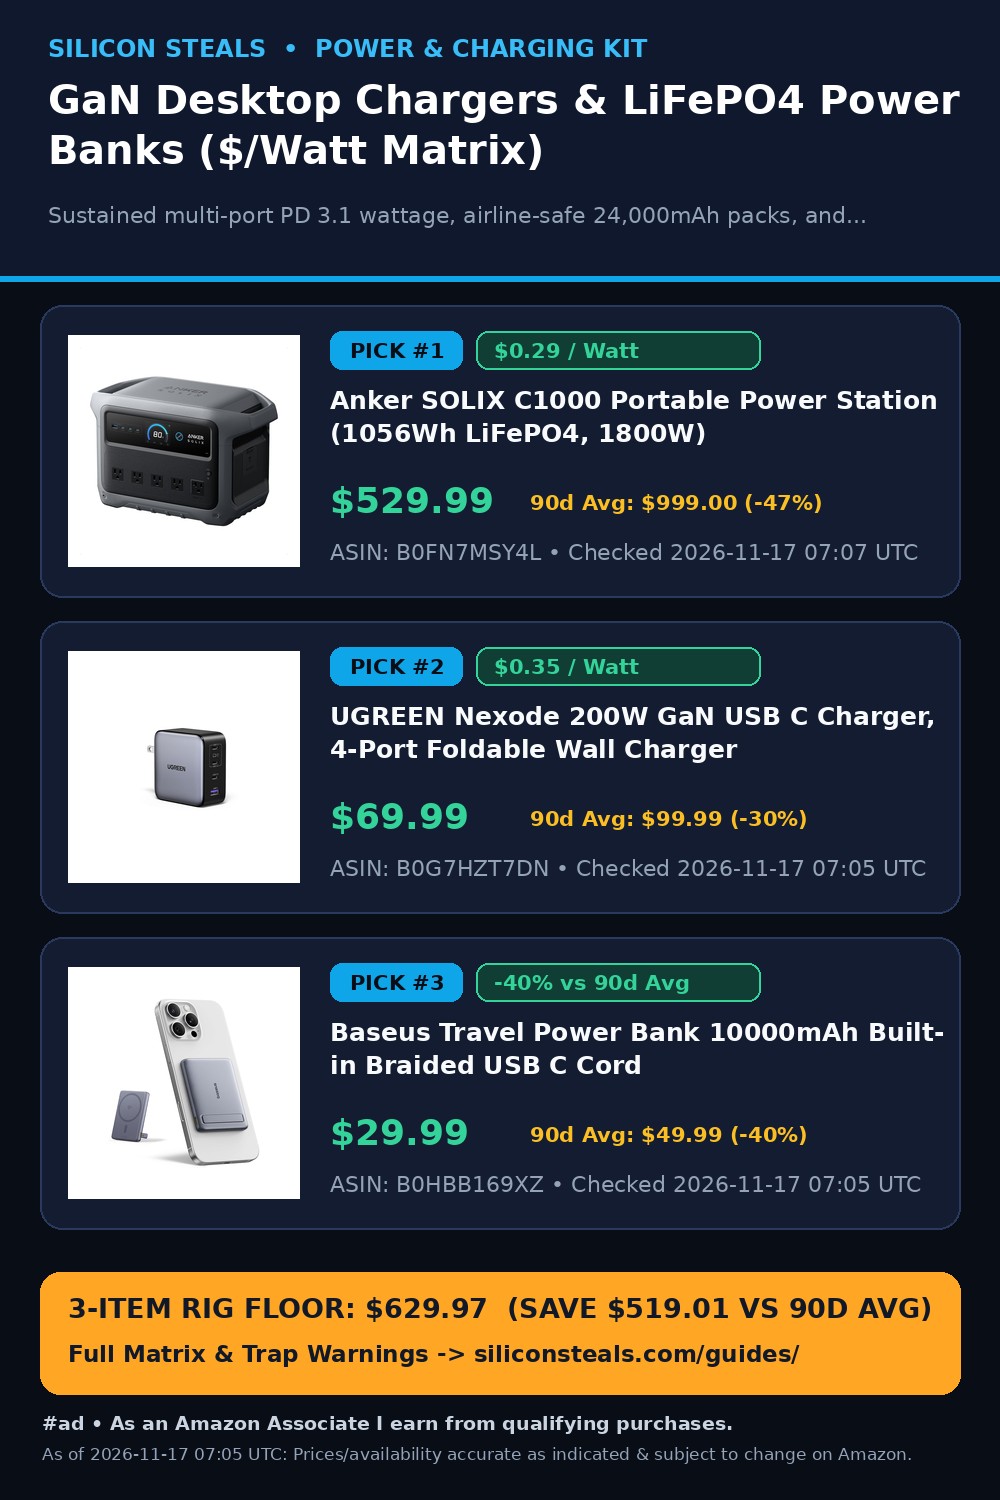 SILICON STEALS • POWER & CHARGING KIT
GaN Desktop Chargers & LiFePO4 Power
Banks ($/Watt Matrix)
Sustained multi-port PD 3.1 wattage, airline-safe 24,000mAh packs, and...
PICK #1
$0.29 / Watt
Anker SOLIX C1000 Portable Power Station
(1056Wh LiFePO4, 1800W)
$529.99
90d Avg: $999.00 (-47%)
ASIN: B0FN7MSY4L • Checked 2026-11-17 07:07 UTC
ANKER
80
ANKER
SOLIX
PICK #2
$0.35 / Watt
UGREEN Nexode 200W GaN USB C Charger,
4-Port Foldable Wall Charger
$69.99
90d Avg: $99.99 (-30%)
ASIN: B0G7HZT7DN • Checked 2026-11-17 07:05 UTC
UGREEN
PICK #3
-40% vs 90d Avg
Baseus Travel Power Bank 10000mAh Built-
in Braided USB C Cord
$29.99
90d Avg: $49.99 (-40%)
ASIN: B0HBB169XZ • Checked 2026-11-17 07:05 UTC
3-ITEM RIG FLOOR: $629.97 (SAVE $519.01 VS 90D AVG)
Full Matrix & Trap Warnings -> siliconsteals.com/guides/
#ad • As an Amazon Associate I earn from qualifying purchases.
As of 2026-11-17 07:05 UTC: Prices/availability accurate as indicated & subject to change on Amazon.